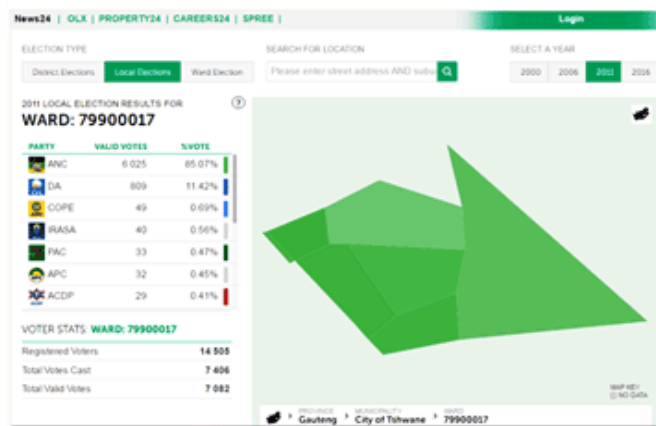 News24 | OLX | PROPERTY24 | CAREERS24 | SPREE |
Login
ELECTION TYPE
District Elections
Local Elections
Ward Election
SEARCH FOR LOCATION
Please enter street address AND subu
SELECT A YEAR
2000
2006
2011
2016
2011 LOCAL ELECTION RESULTS FOR
WARD: 79900017
?
PARTY VALID VOTES %VOTE
ANC 6 025 85.07%
DA 809 11.42%
COPE 49 0.69%
IRASA 40 0.56%
PAC 33 0.47%
APC 32 0.45%
ACDP 29 0.41%
VOTER STATS: WARD: 79900017
Registered Voters 14 505
Total Votes Cast 7 406
Total Valid Votes 7 082
MAP KEY
NO DATA
PROVINCE
Gauteng
MUNICIPALITY
City of Tshwane
WARD
79900017